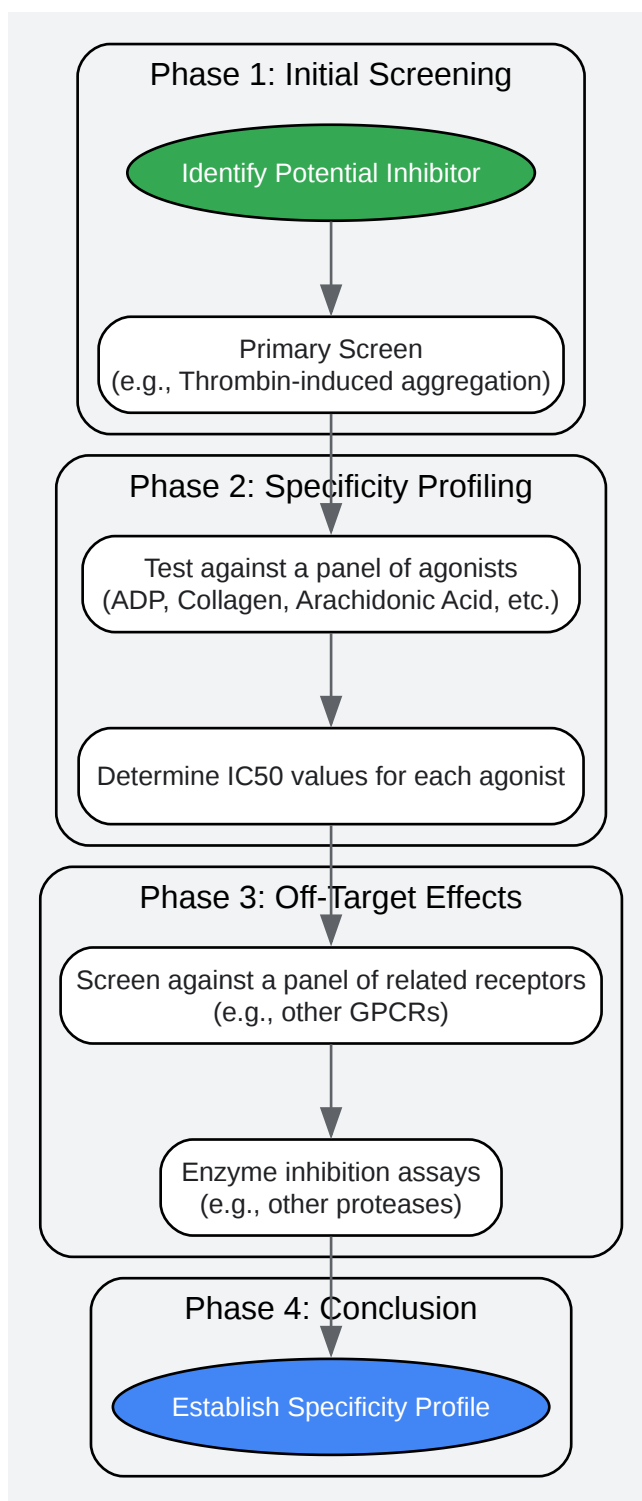 Phase 1: Initial Screening
Identify Potential Inhibitor
Primary Screen
(e.g., Thrombin-induced aggregation)
Phase 2: Specificity Profiling
Test against a panel of agonists
(ADP, Collagen, Arachidonic Acid, etc.)
Determine IC50 values for each agonist
Phase 3: Off-Target Effects
Screen against a panel of related receptors
(e.g., other GPCRs)
Enzyme inhibition assays
(e.g., other proteases)
Phase 4: Conclusion
Establish Specificity Profile